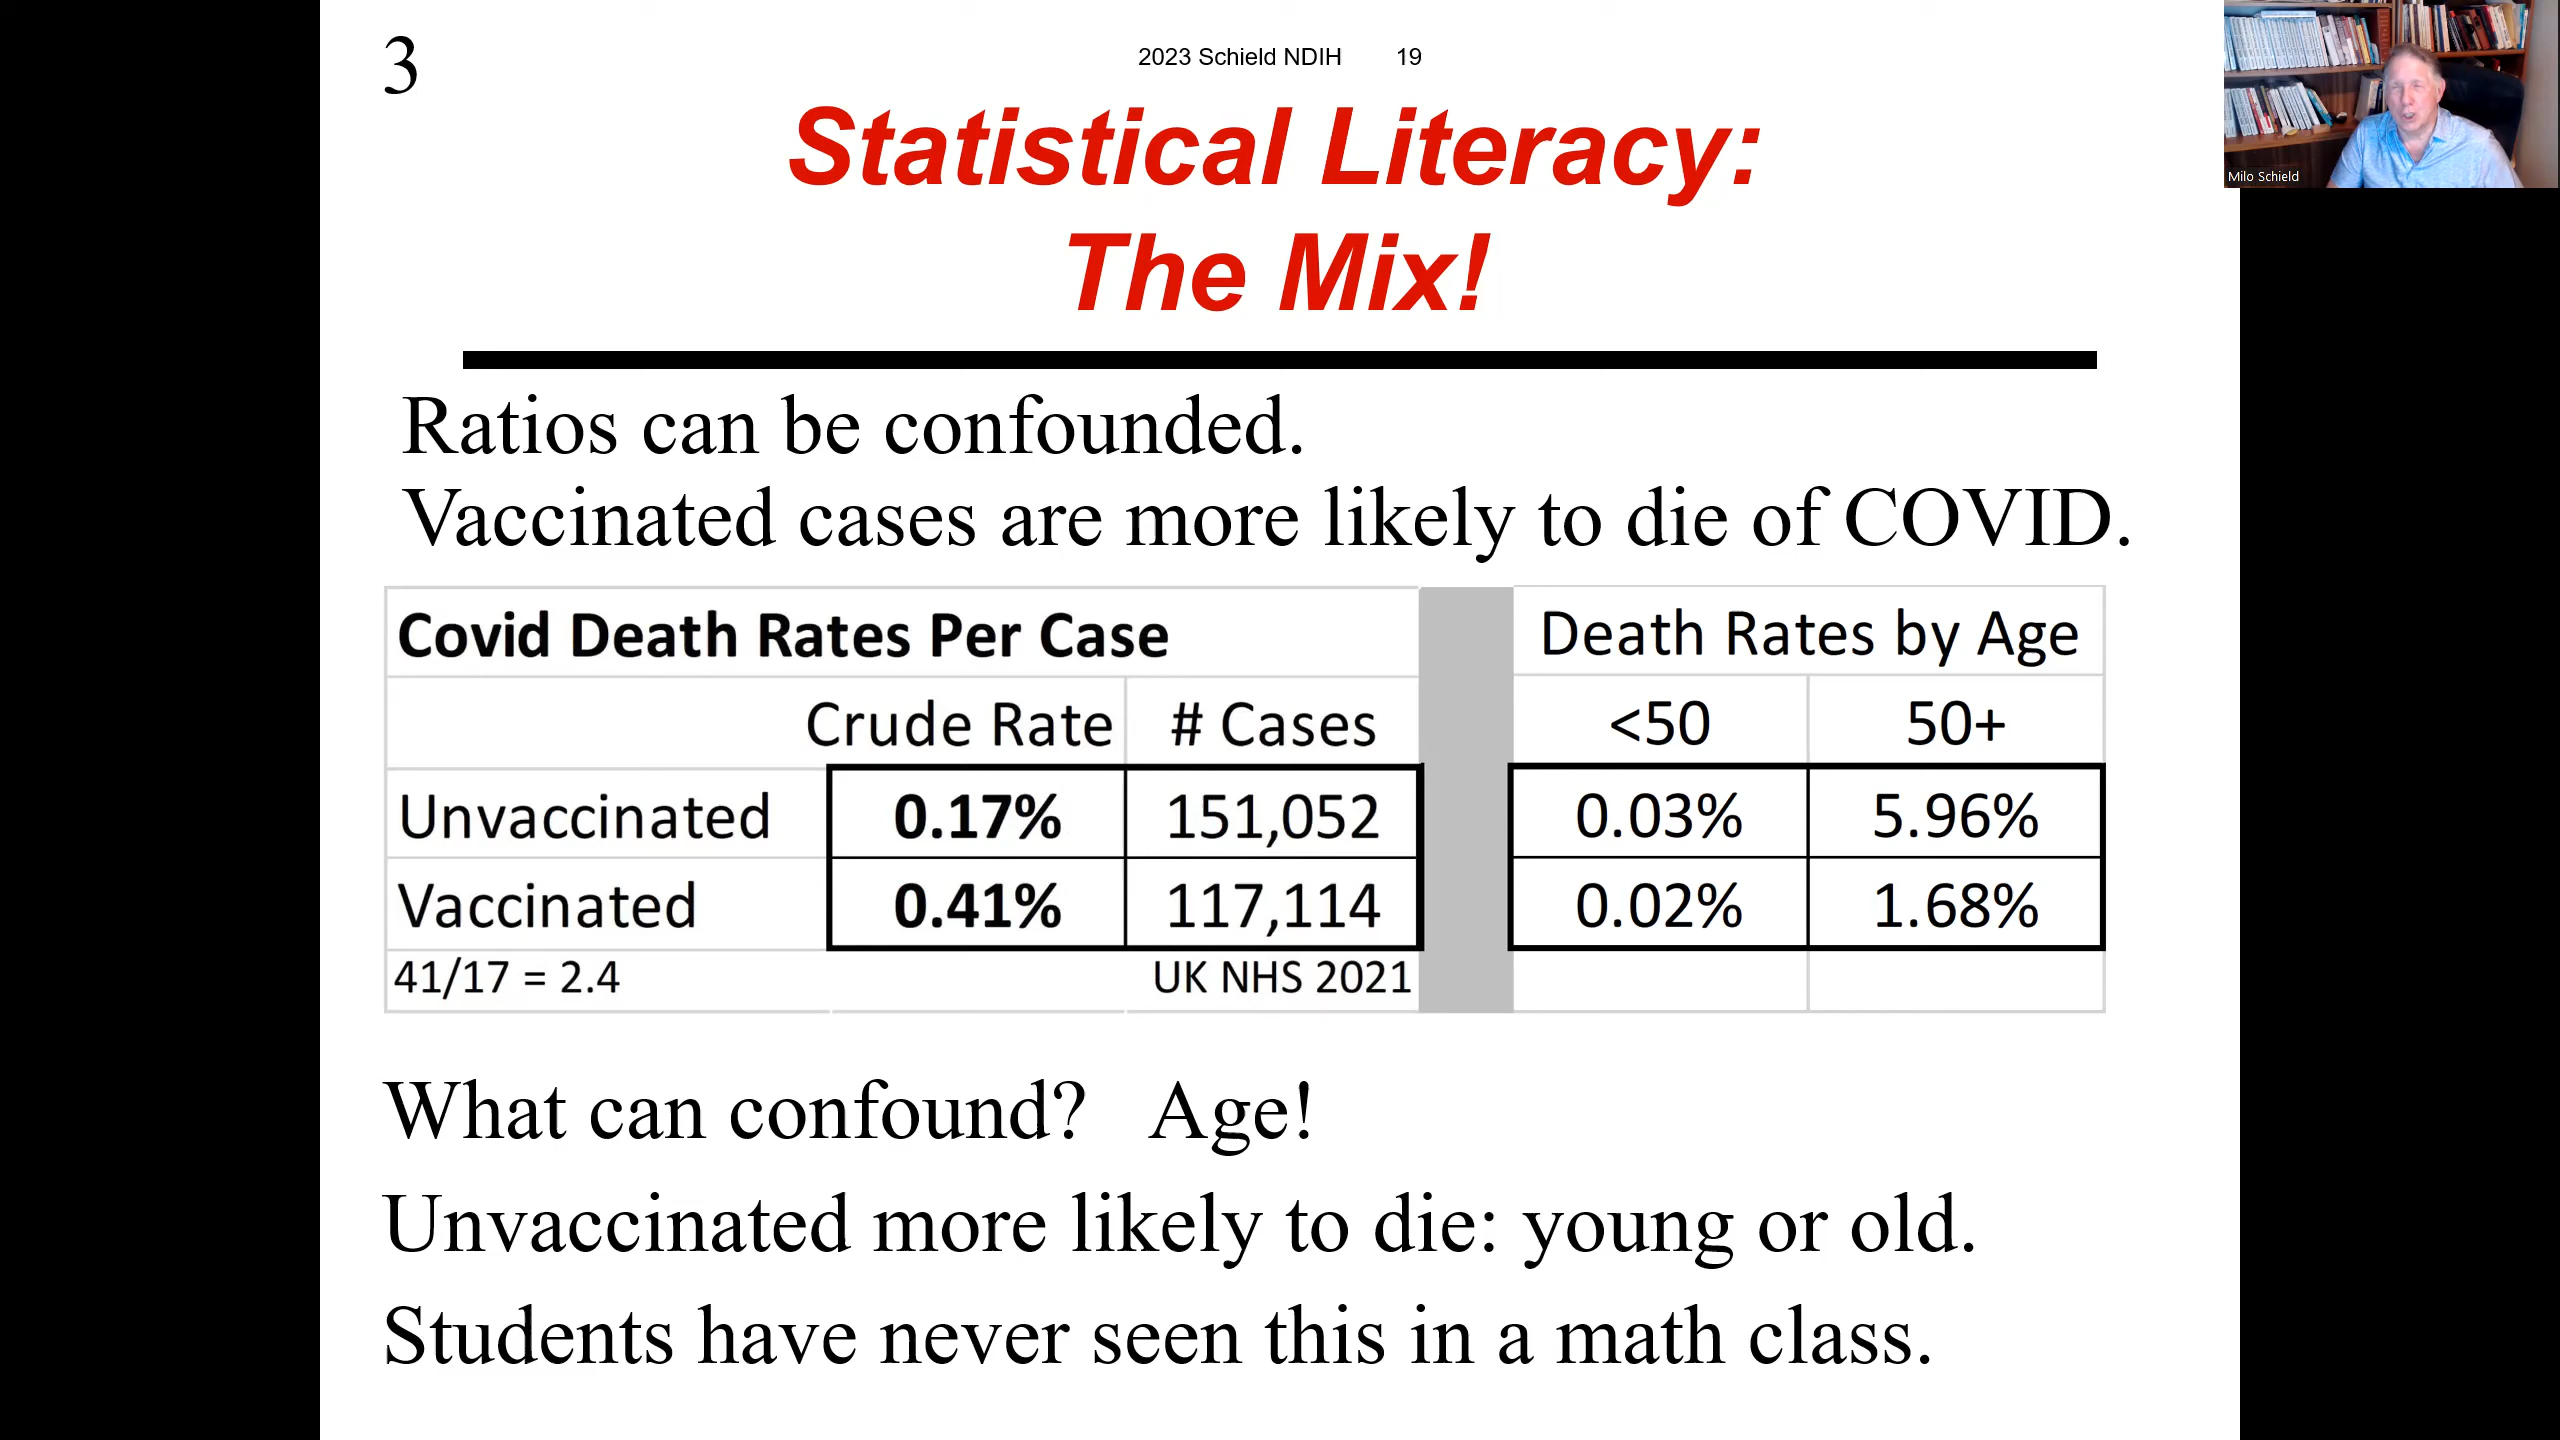 3
2023 Schield NDIH 19
Milo Schield
Statistical Literacy:
The Mix!
Ratios can be confounded.
Vaccinated cases are more likely to die of COVID.
Covid Death Rates Per Case Death Rates by Age
Crude Rate # Cases <50 50+
Unvaccinated 0.17% 151,052 0.03% 5.96%
Vaccinated 0.41% 117,114 0.02% 1.68%
41/17 = 2.4 UK NHS 2021
What can confound? Age!
Unvaccinated more likely to die: young or old.
Students have never seen this in a math class.